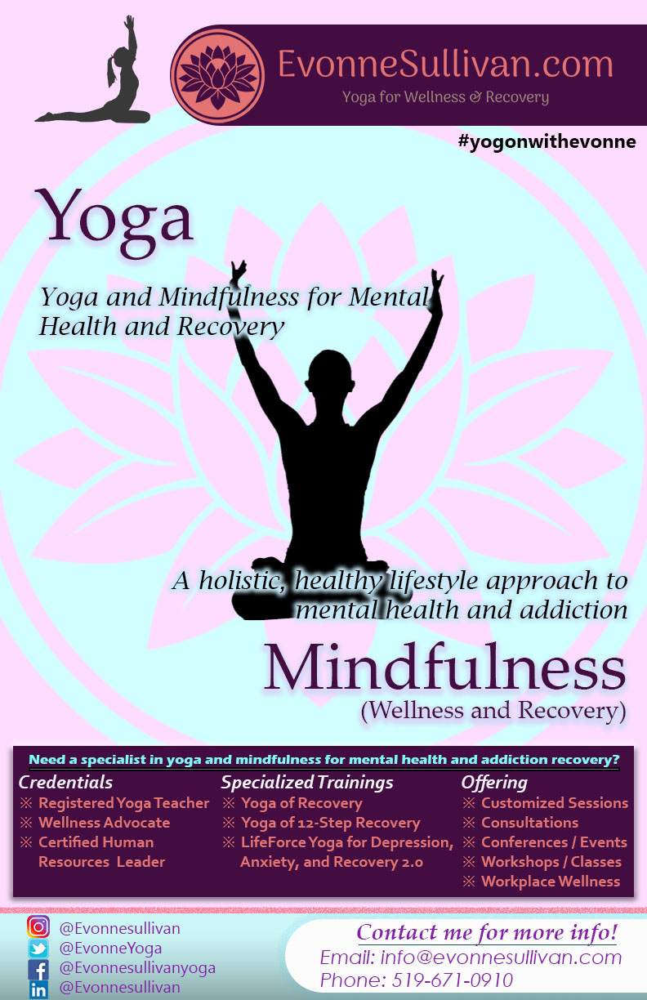 EvonneSullivan.com
Yoga for Wellness & Recovery
#yogonwithevonne
Yoga
Yoga and Mindfulness for Mental
Health and Recovery
A holistic, healthy lifestyle approach to
mental health and addiction
Mindfulness
(Wellness and Recovery)
Need a specialist in yoga and mindfulness for mental health and addiction recovery?
Credentials
※ Registered Yoga Teacher
※ Wellness Advocate
※ Certified Human
Resources Leader
Specialized Trainings
※ Yoga of Recovery
※ Yoga of 12-Step Recovery
※ LifeForce Yoga for Depression,
Anxiety, and Recovery 2.0
Offering
※ Customized Sessions
※ Consultations
※ Conferences / Events
※ Workshops / Classes
※ Workplace Wellness
@Evonnesullivan
@EvonneYoga
@Evonnesullivanyoga
@Evonnesullivan
Contact me for more info!
Email: info@evonnesullivan.com
Phone: 519-671-0910